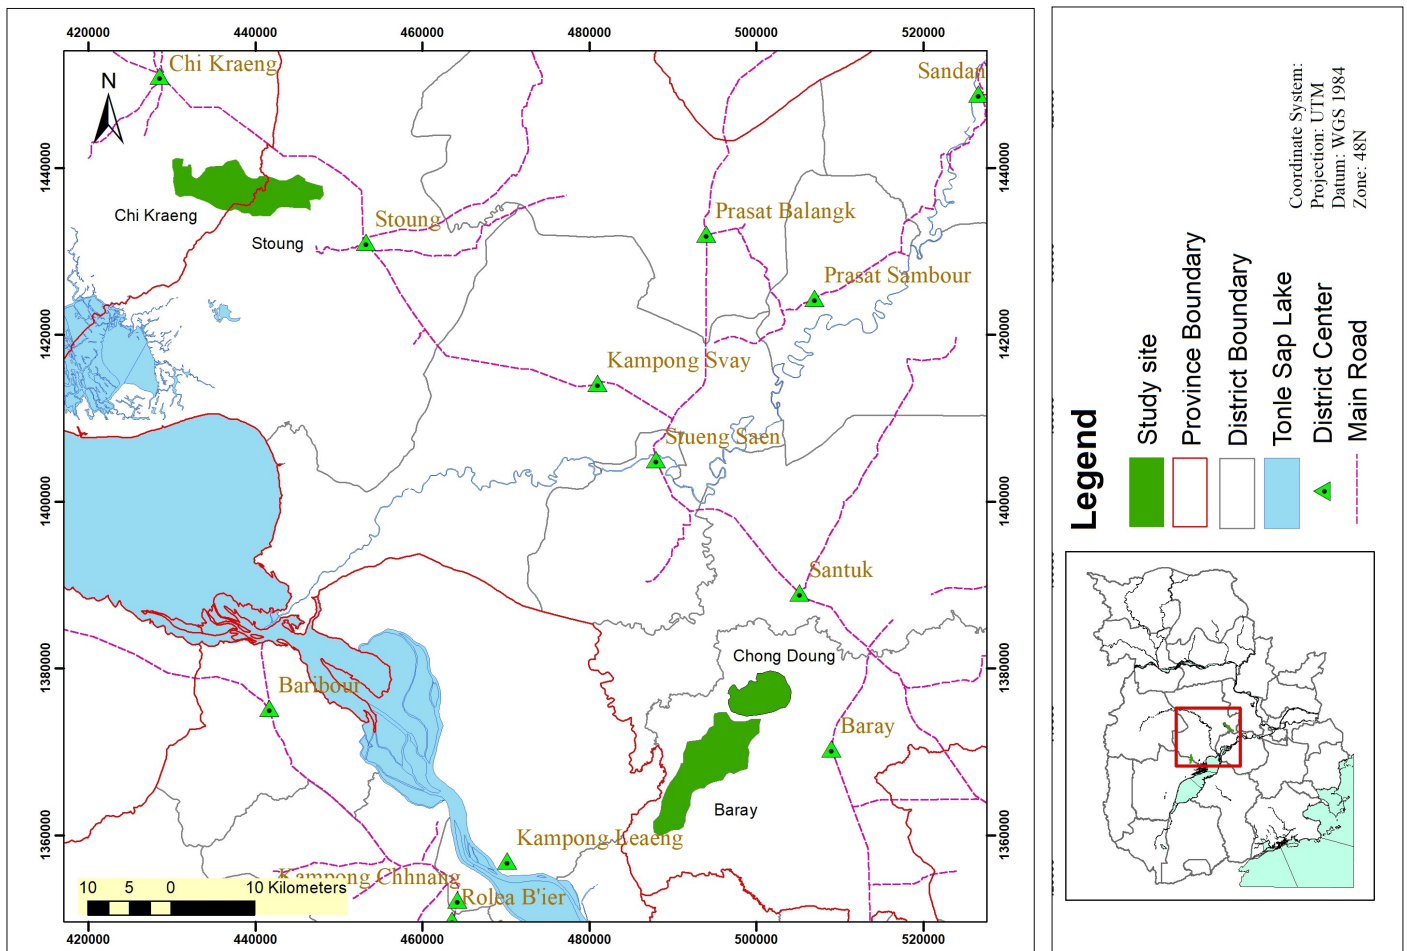 420000 440000 460000 480000 500000 520000
Chi Kraeng
Sandan
N
1440000
1440000
Chi Kraeng
Stoung
Stoung
Prasat Balangk
Prasat Sambour
1420000
1420000
Kampong Svay
Stueng Saen
1400000
1400000
Santuk
Chong Doung
1380000
1380000
Baribour
Baray
Baray
1360000
1360000
Kampong Leaeng
Kampong Chhnang
Rolea B'ier
10 5 0 10 Kilometers
420000 440000 460000 480000 500000 520000
Legend
Study site
Province Boundary
District Boundary
Tonle Sap Lake
District Center
Main Road
Coordinate System:
Projection: UTM
Datum: WGS 1984
Zone: 48N